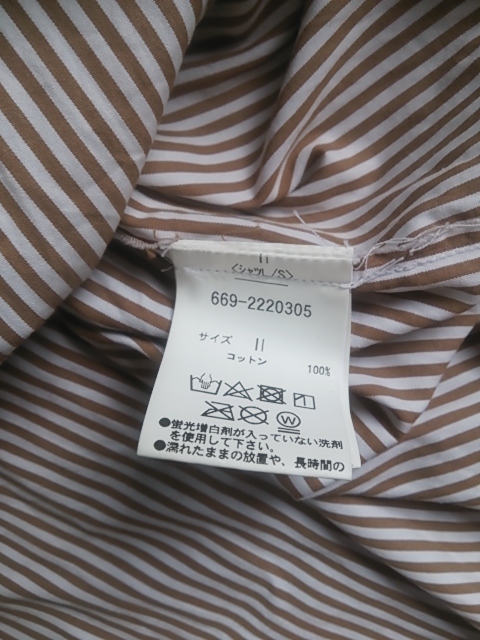 II
〈シャツL/S〉
669-2220305
サイズ II
コットン 100%
W
●蛍光増白剤が入っていない洗剤
を使用して下さい。
●濡れたままの放置や、長時間の